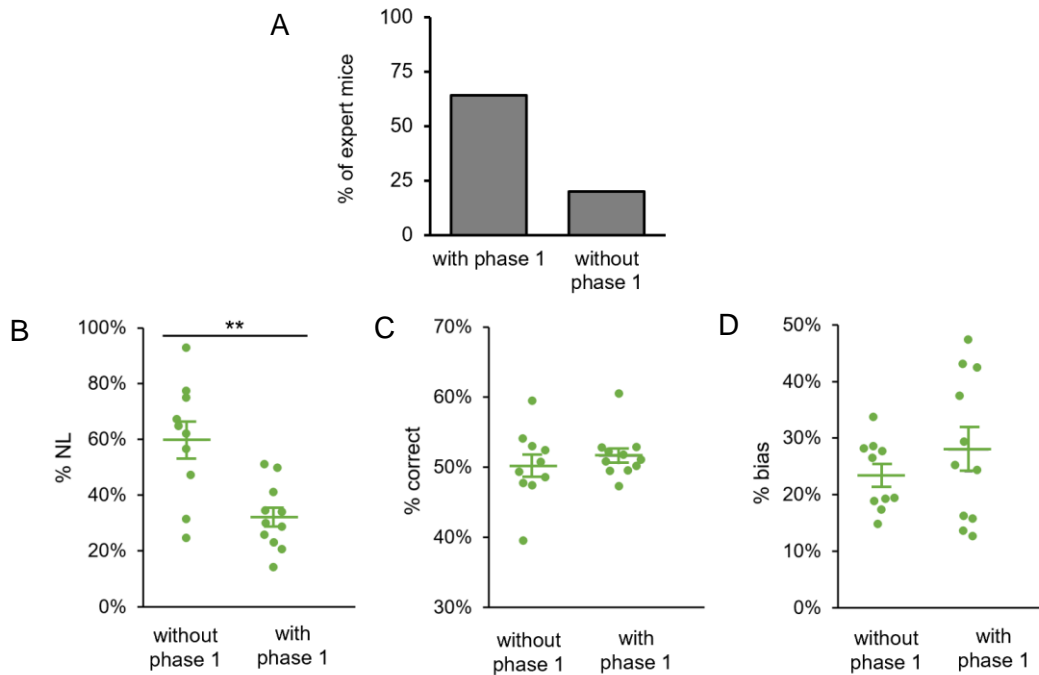 A
% of expert mice
100
75
50
25
0
with phase 1
without
phase 1
B
% NL
100%
80%
60%
40%
20%
0%
**
without
phase 1
with
phase 1
C
% correct
70%
60%
50%
40%
30%
without
phase 1
with
phase 1
D
% bias
50%
40%
30%
20%
10%
0%
without
phase 1
with
phase 1